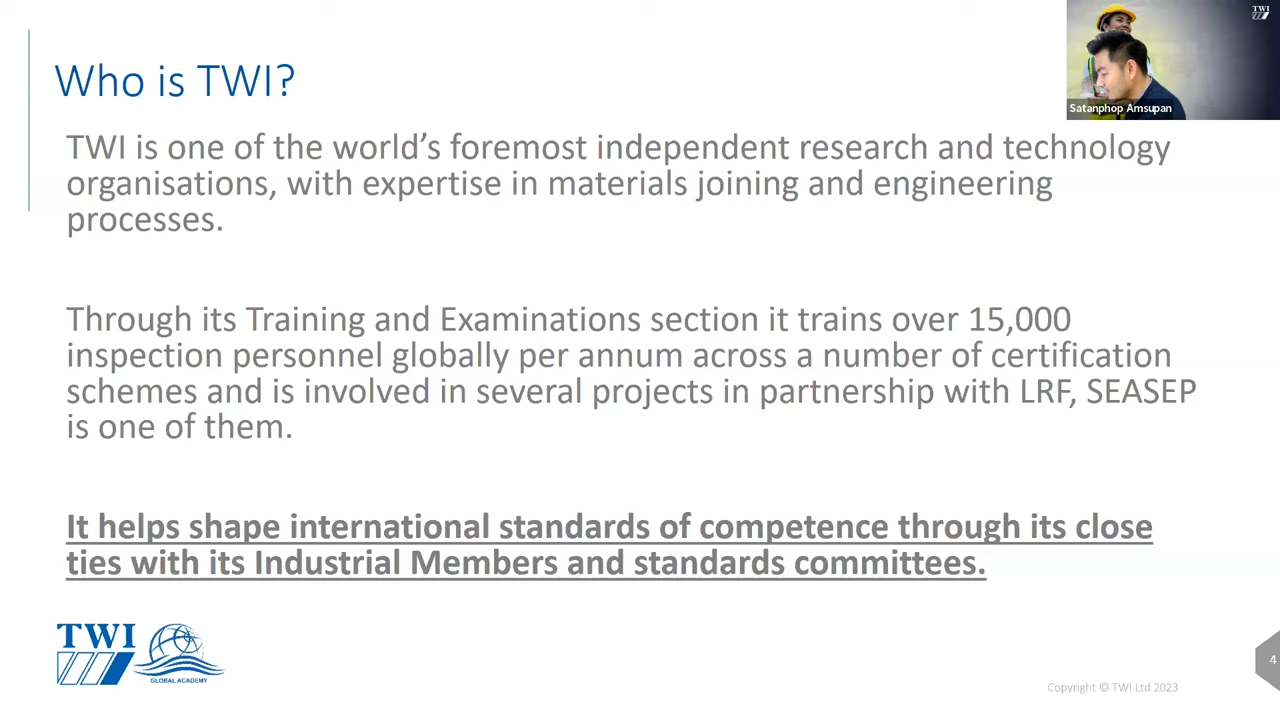 TWI
Satanphop Amsupan
Who is TWI?
TWI is one of the world’s foremost independent research and technology
organisations, with expertise in materials joining and engineering
processes.
Through its Training and Examinations section it trains over 15,000
inspection personnel globally per annum across a number of certification
schemes and is involved in several projects in partnership with LRF, SEASEP
is one of them.
It helps shape international standards of competence through its close
ties with its Industrial Members and standards committees.
TWI
GLOBAL ACADEMY
4
Copyright © TWI Ltd 2023